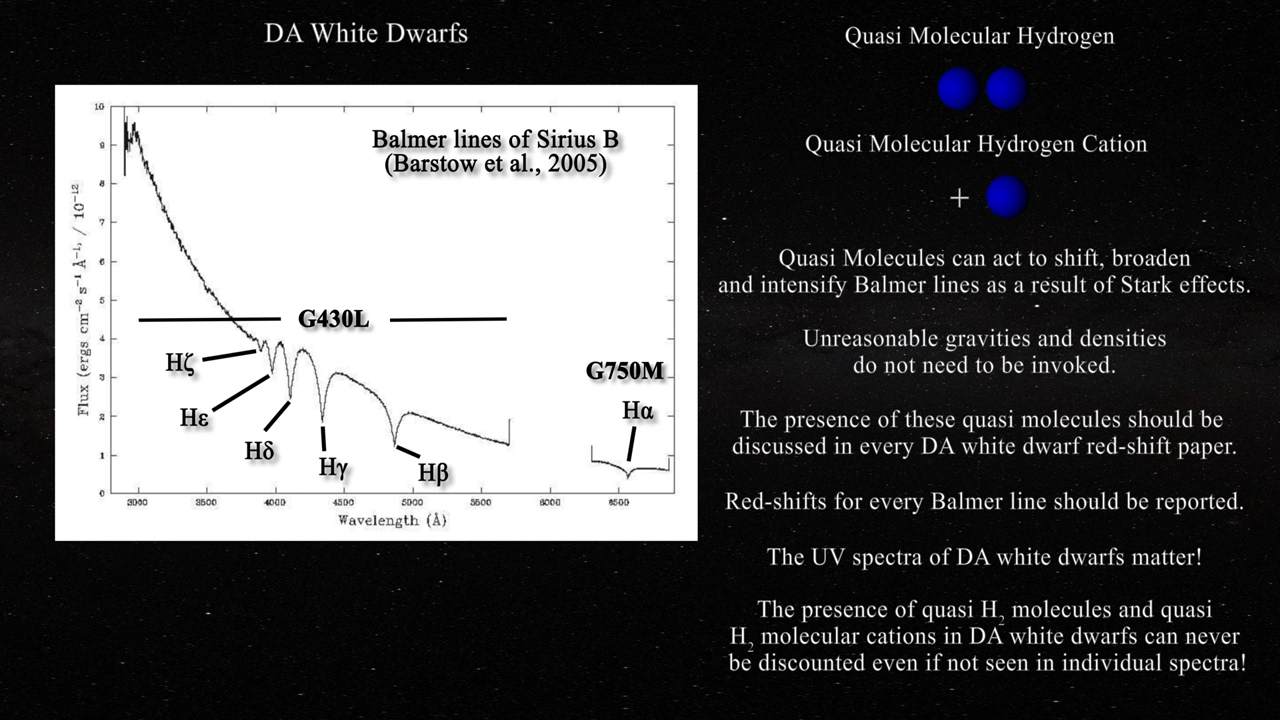 DA White Dwarfs
Balmer lines of Sirius B
(Barstow et al., 2005)
10
9
8
7
6
5
4
3
2
1
0
Flux (ergs cm⁻² s⁻¹ Å⁻¹, / 10⁻¹²
G430L
G750M
Hζ
Hε
Hδ
Hγ
Hβ
Hα
3000 3500 4000 4500 5000 5500 6000 6500
Wavelength (Å)
Quasi Molecular Hydrogen
Quasi Molecular Hydrogen Cation
+
Quasi Molecules can act to shift, broaden
and intensify Balmer lines as a result of Stark effects.
Unreasonable gravities and densities
do not need to be invoked.
The presence of these quasi molecules should be
discussed in every DA white dwarf red-shift paper.
Red-shifts for every Balmer line should be reported.
The UV spectra of DA white dwarfs matter!
The presence of quasi H₂ molecules and quasi
H₂ molecular cations in DA white dwarfs can never
be discounted even if not seen in individual spectra!